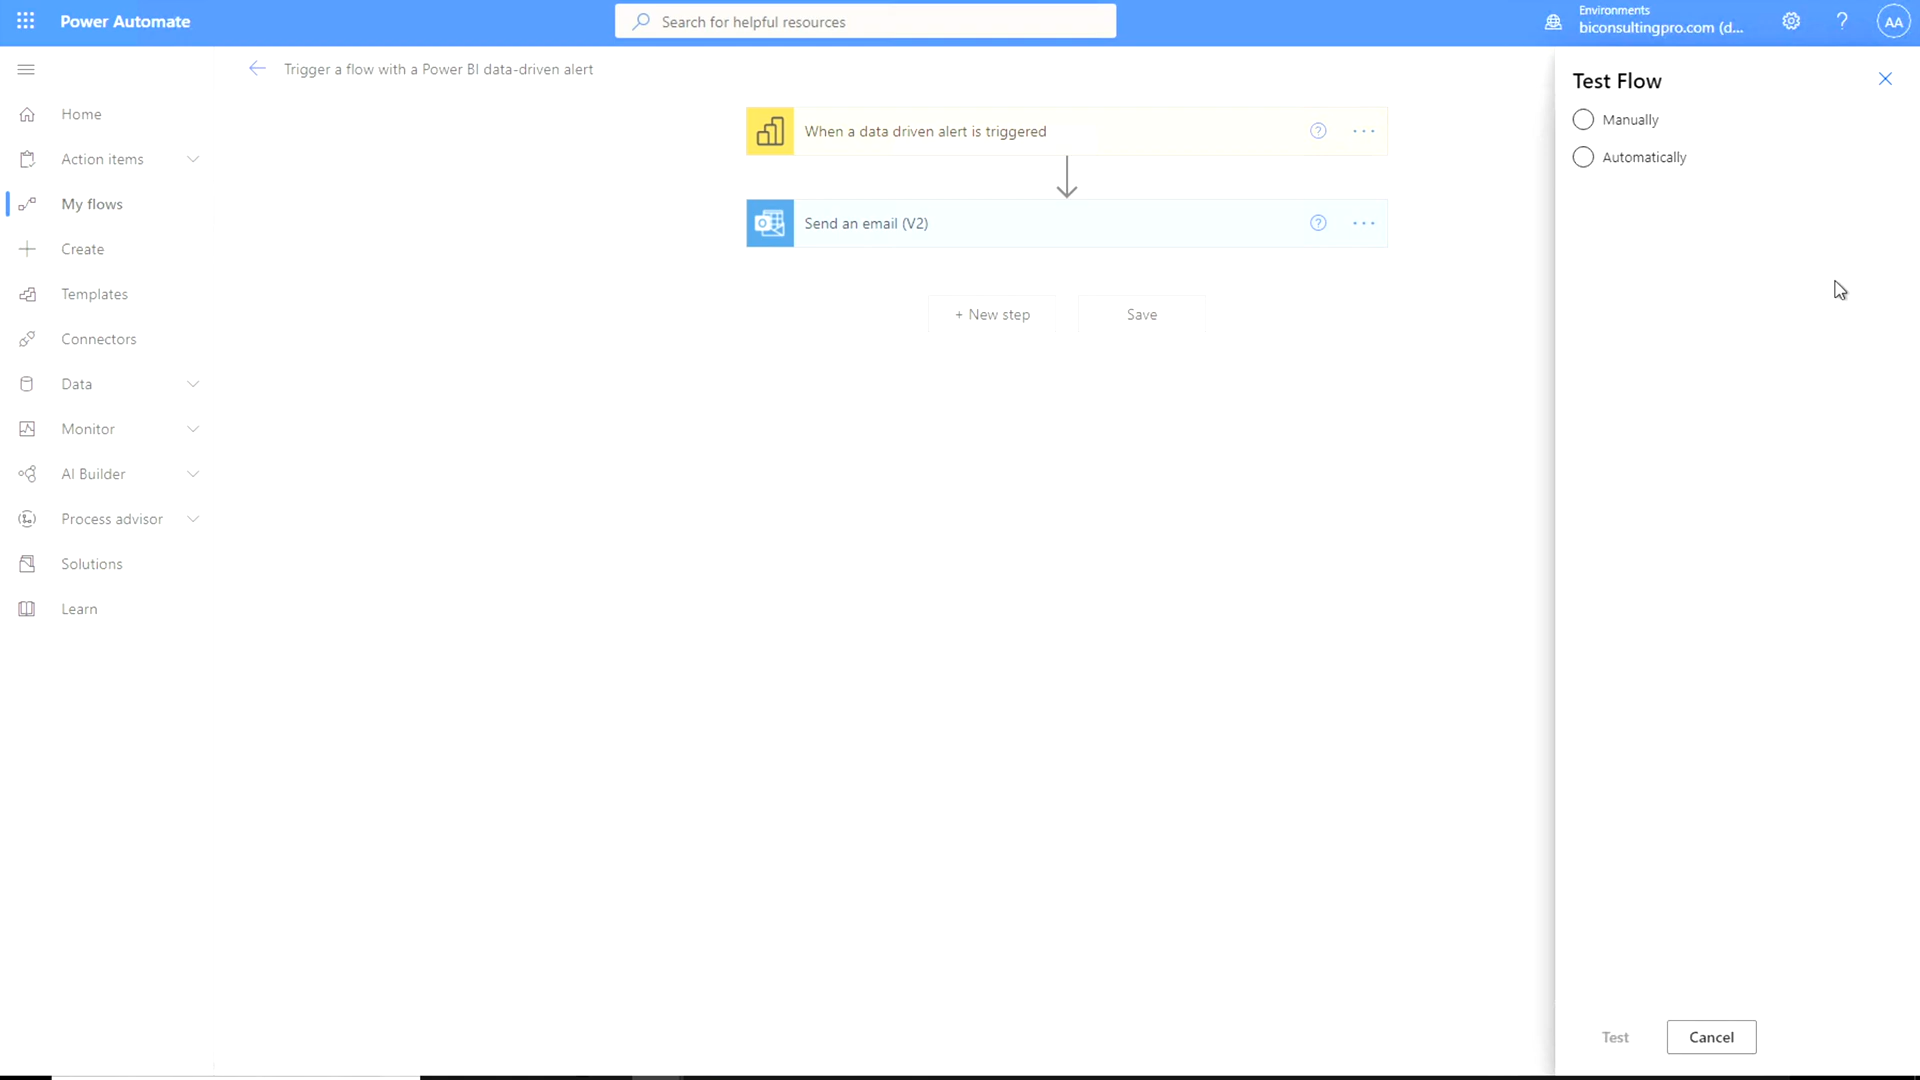 Power Automate
Search for helpful resources
Environments
biconsultingpro.com (d...
?
AA
Trigger a flow with a Power BI data-driven alert
Home
Action items
My flows
Create
Templates
Connectors
Data
Monitor
AI Builder
Process advisor
Solutions
Learn
When a data driven alert is triggered
?
Send an email (V2)
?
+ New step
Save
Test Flow
Manually
Automatically
Test
Cancel